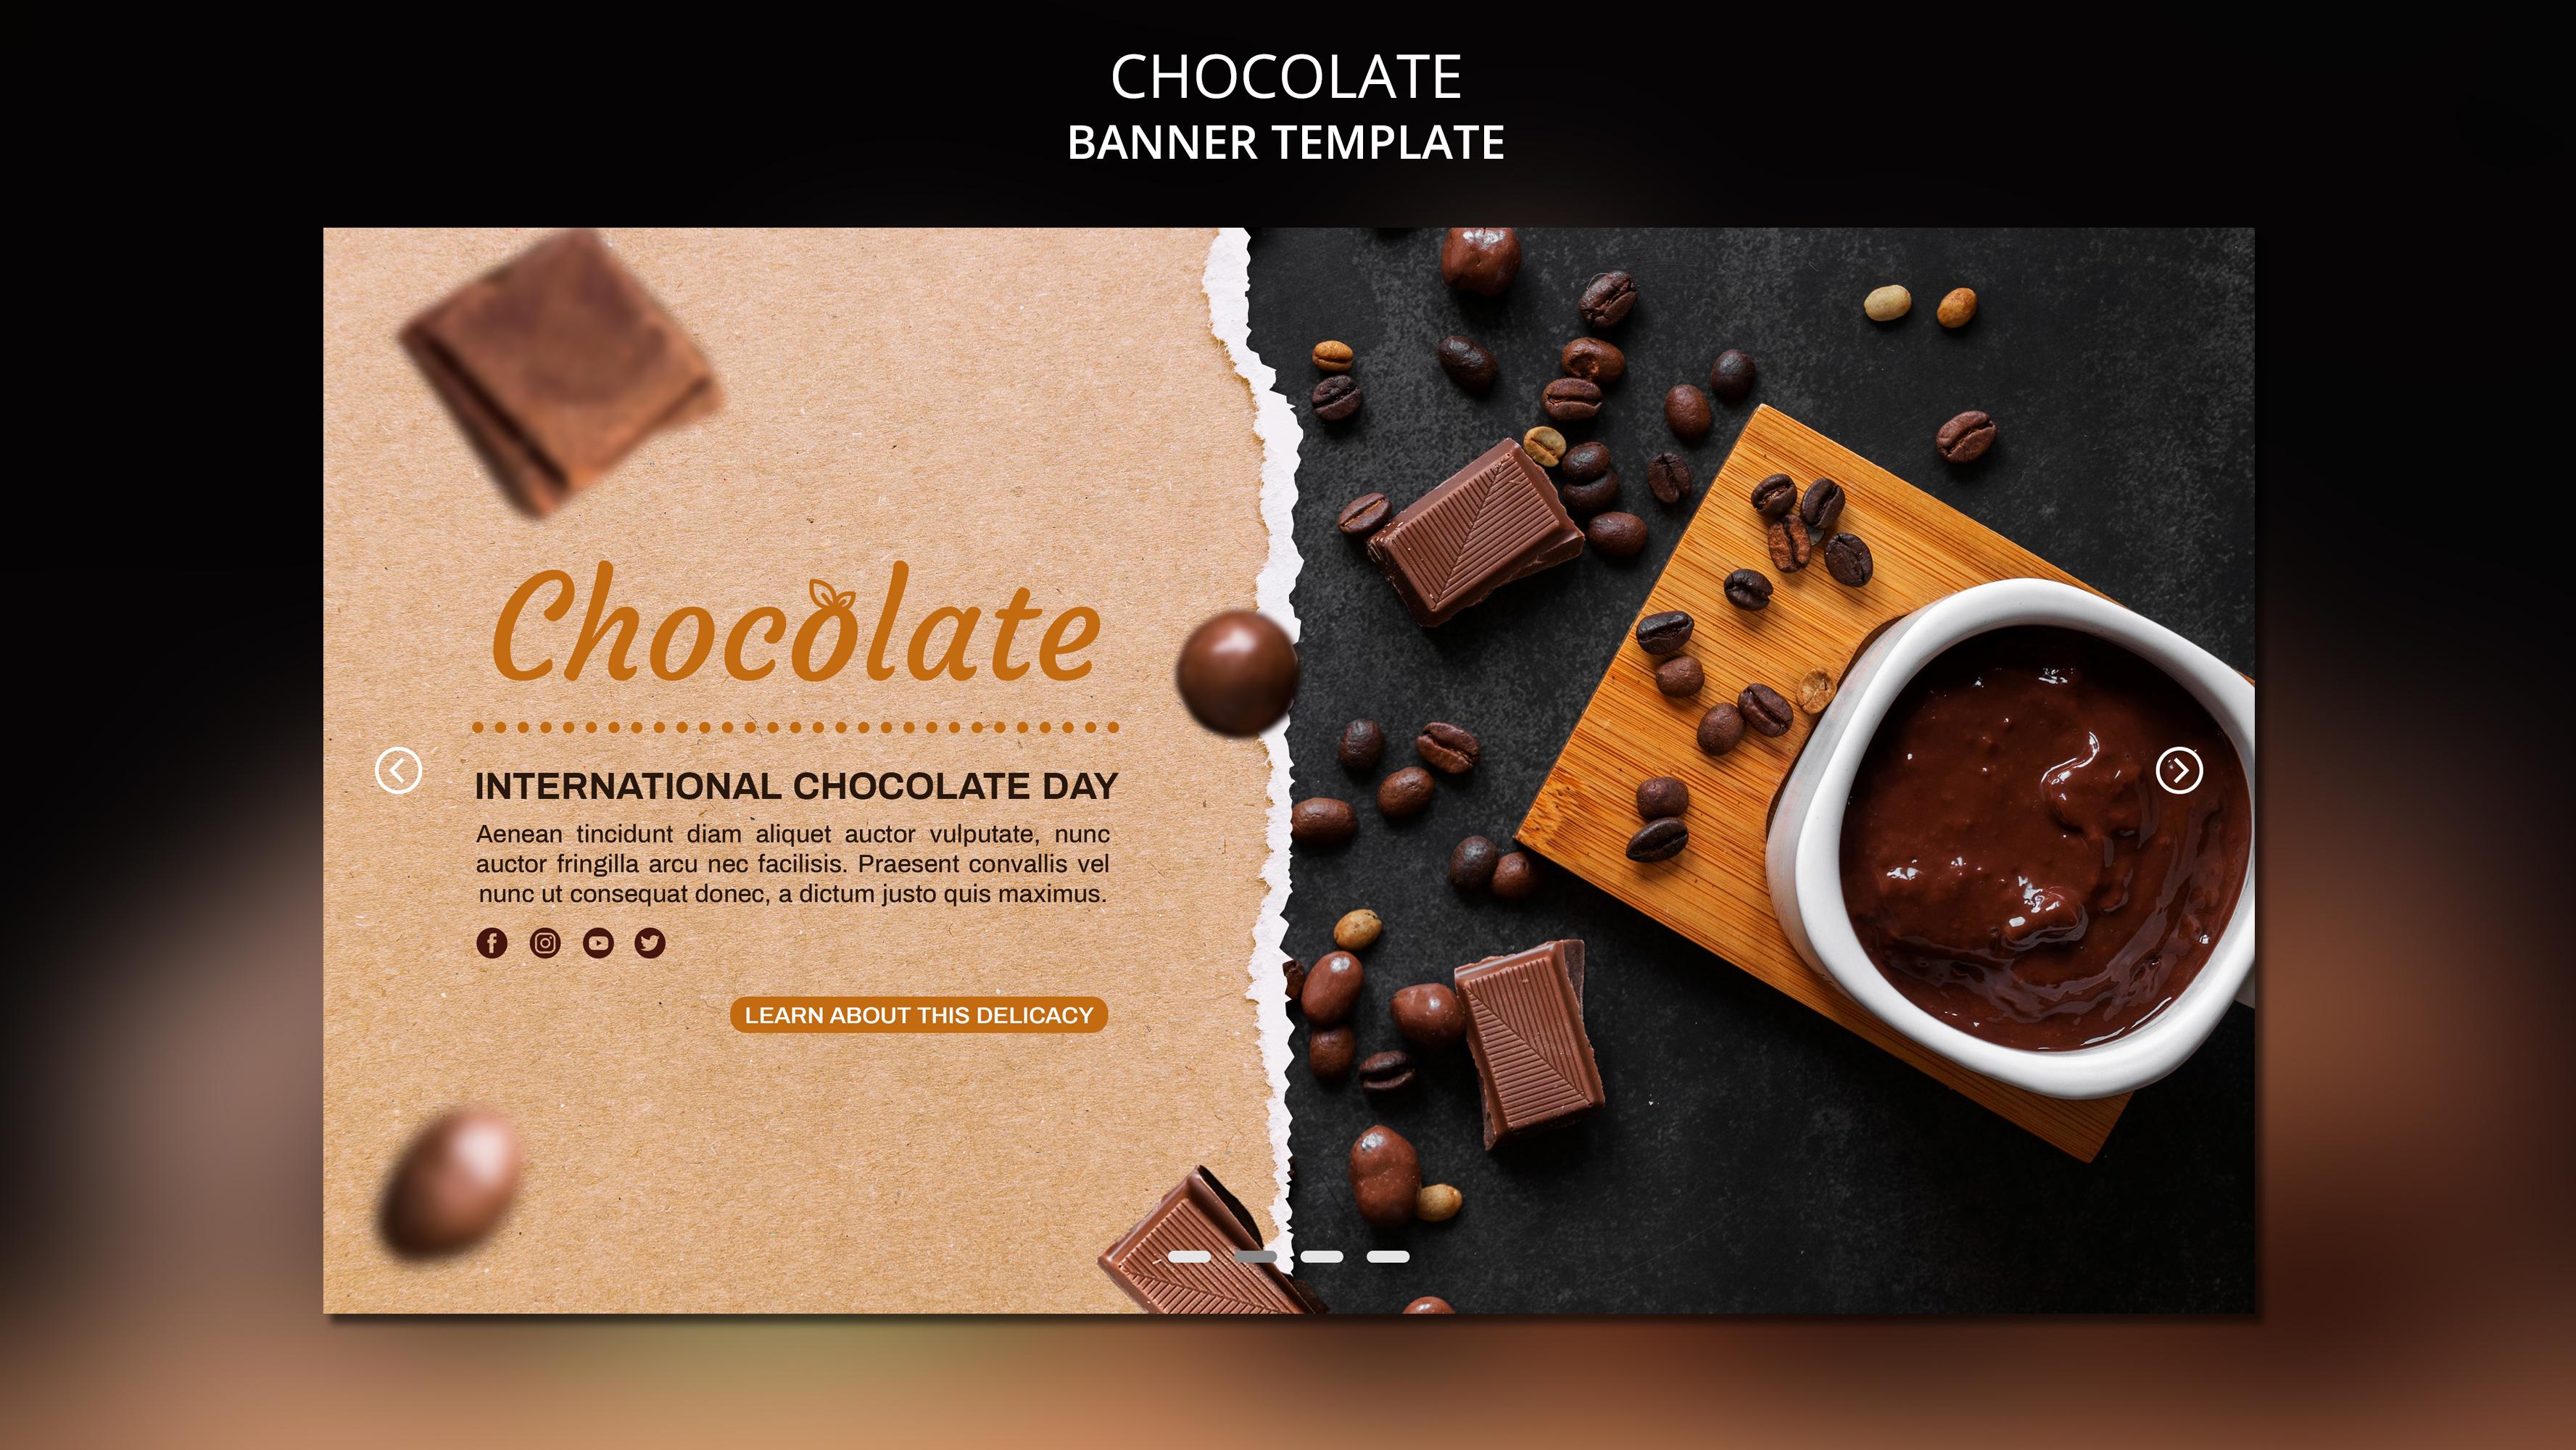 CHOCOLATE
BANNER TEMPLATE
Chocolate
INTERNATIONAL CHOCOLATE DAY
Aenean tincidunt diam aliquet auctor vulputate, nunc
auctor fringilla arcu nec facilisis. Praesent convallis vel
nunc ut consequat donec, a dictum justo quis maximus.
LEARN ABOUT THIS DELICACY